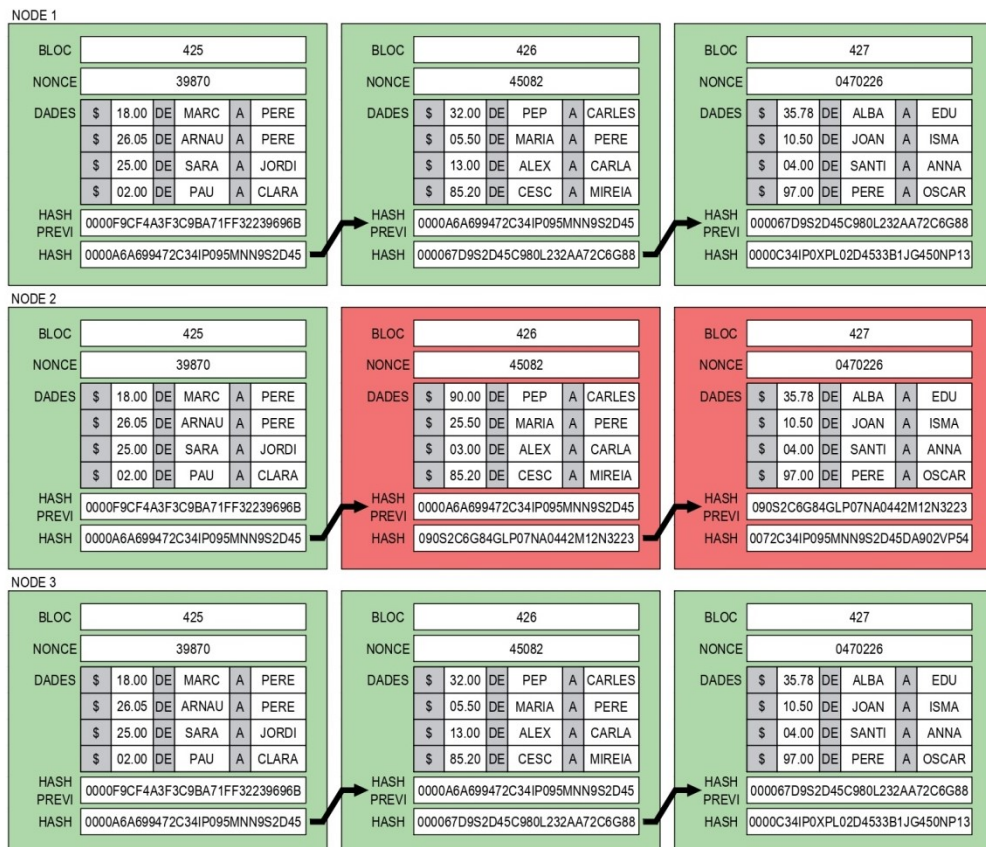 NODE 1
BLOC 425 BLOC 426 BLOC 427
NONCE 39870 NONCE 45082 NONCE 0470226
DADES $ 18.00 DE MARC A PERE DADES $ 32.00 DE PEP A CARLES DADES $ 35.78 DE ALBA A EDU
$ 26.05 DE ARNAU A PERE $ 05.50 DE MARIA A PERE $ 10.50 DE JOAN A ISMA
$ 25.00 DE SARA A JORDI $ 13.00 DE ALEX A CARLA $ 04.00 DE SANTI A ANNA
$ 02.00 DE PAU A CLARA $ 85.20 DE CESC A MIREIA $ 97.00 DE PERE A OSCAR
HASH PREVI 0000F9CF4A3F3C9BA71FF32239696B HASH PREVI 0000A6A699472C34IP095MNN9S2D45 HASH PREVI 000067D9S2D45C980L232AA72C6G88
HASH 0000A6A699472C34IP095MNN9S2D45 HASH 000067D9S2D45C980L232AA72C6G88 HASH 0000C34IP0XPL02D4533B1JG450NP13
NODE 2
BLOC 425 BLOC 426 BLOC 427
NONCE 39870 NONCE 45082 NONCE 0470226
DADES $ 18.00 DE MARC A PERE DADES $ 90.00 DE PEP A CARLES DADES $ 35.78 DE ALBA A EDU
$ 26.05 DE ARNAU A PERE $ 25.50 DE MARIA A PERE $ 10.50 DE JOAN A ISMA
$ 25.00 DE SARA A JORDI $ 03.00 DE ALEX A CARLA $ 04.00 DE SANTI A ANNA
$ 02.00 DE PAU A CLARA $ 85.20 DE CESC A MIREIA $ 97.00 DE PERE A OSCAR
HASH PREVI 0000F9CF4A3F3C9BA71FF32239696B HASH PREVI 0000A6A699472C34IP095MNN9S2D45 HASH PREVI 090S2C6G84GLP07NA0442M12N3223
HASH 0000A6A699472C34IP095MNN9S2D45 HASH 090S2C6G84GLP07NA0442M12N3223 HASH 0072C34IP095MNN9S2D45DA902VP54
NODE 3
BLOC 425 BLOC 426 BLOC 427
NONCE 39870 NONCE 45082 NONCE 0470226
DADES $ 18.00 DE MARC A PERE DADES $ 32.00 DE PEP A CARLES DADES $ 35.78 DE ALBA A EDU
$ 26.05 DE ARNAU A PERE $ 05.50 DE MARIA A PERE $ 10.50 DE JOAN A ISMA
$ 25.00 DE SARA A JORDI $ 13.00 DE ALEX A CARLA $ 04.00 DE SANTI A ANNA
$ 02.00 DE PAU A CLARA $ 85.20 DE CESC A MIREIA $ 97.00 DE PERE A OSCAR
HASH PREVI 0000F9CF4A3F3C9BA71FF32239696B HASH PREVI 0000A6A699472C34IP095MNN9S2D45 HASH PREVI 000067D9S2D45C980L232AA72C6G88
HASH 0000A6A699472C34IP095MNN9S2D45 HASH 000067D9S2D45C980L232AA72C6G88 HASH 0000C34IP0XPL02D4533B1JG450NP13